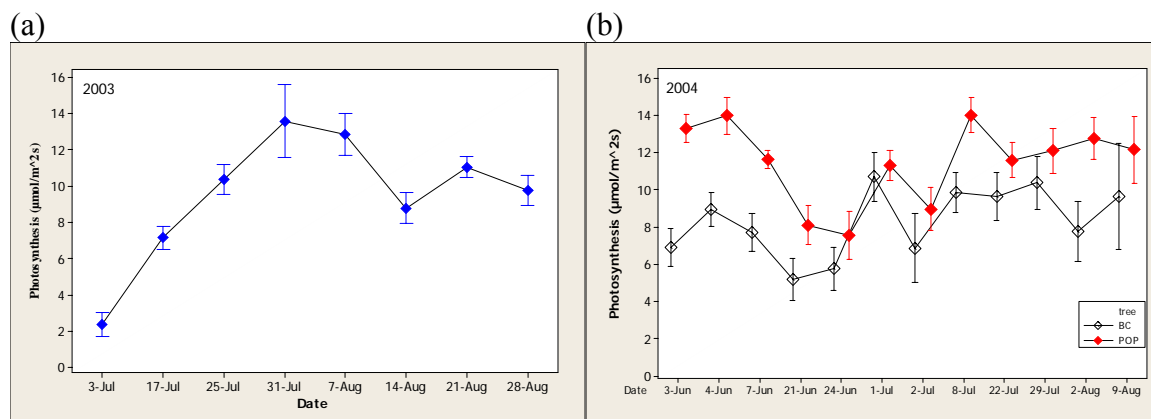 (a)
2003
Photosynthesis (µmol/m^2s)
16
14
12
10
8
6
4
2
0
3-Jul 17-Jul 25-Jul 31-Jul 7-Aug 14-Aug 21-Aug 28-Aug
Date
(b)
2004
Photosynthesis (µmol/m^2s)
16
14
12
10
8
6
4
2
0
tree
BC
POP
Date 3-Jun 4-Jun 7-Jun 21-Jun 24-Jun 1-Jul 2-Jul 8-Jul 22-Jul 29-Jul 2-Aug 9-Aug